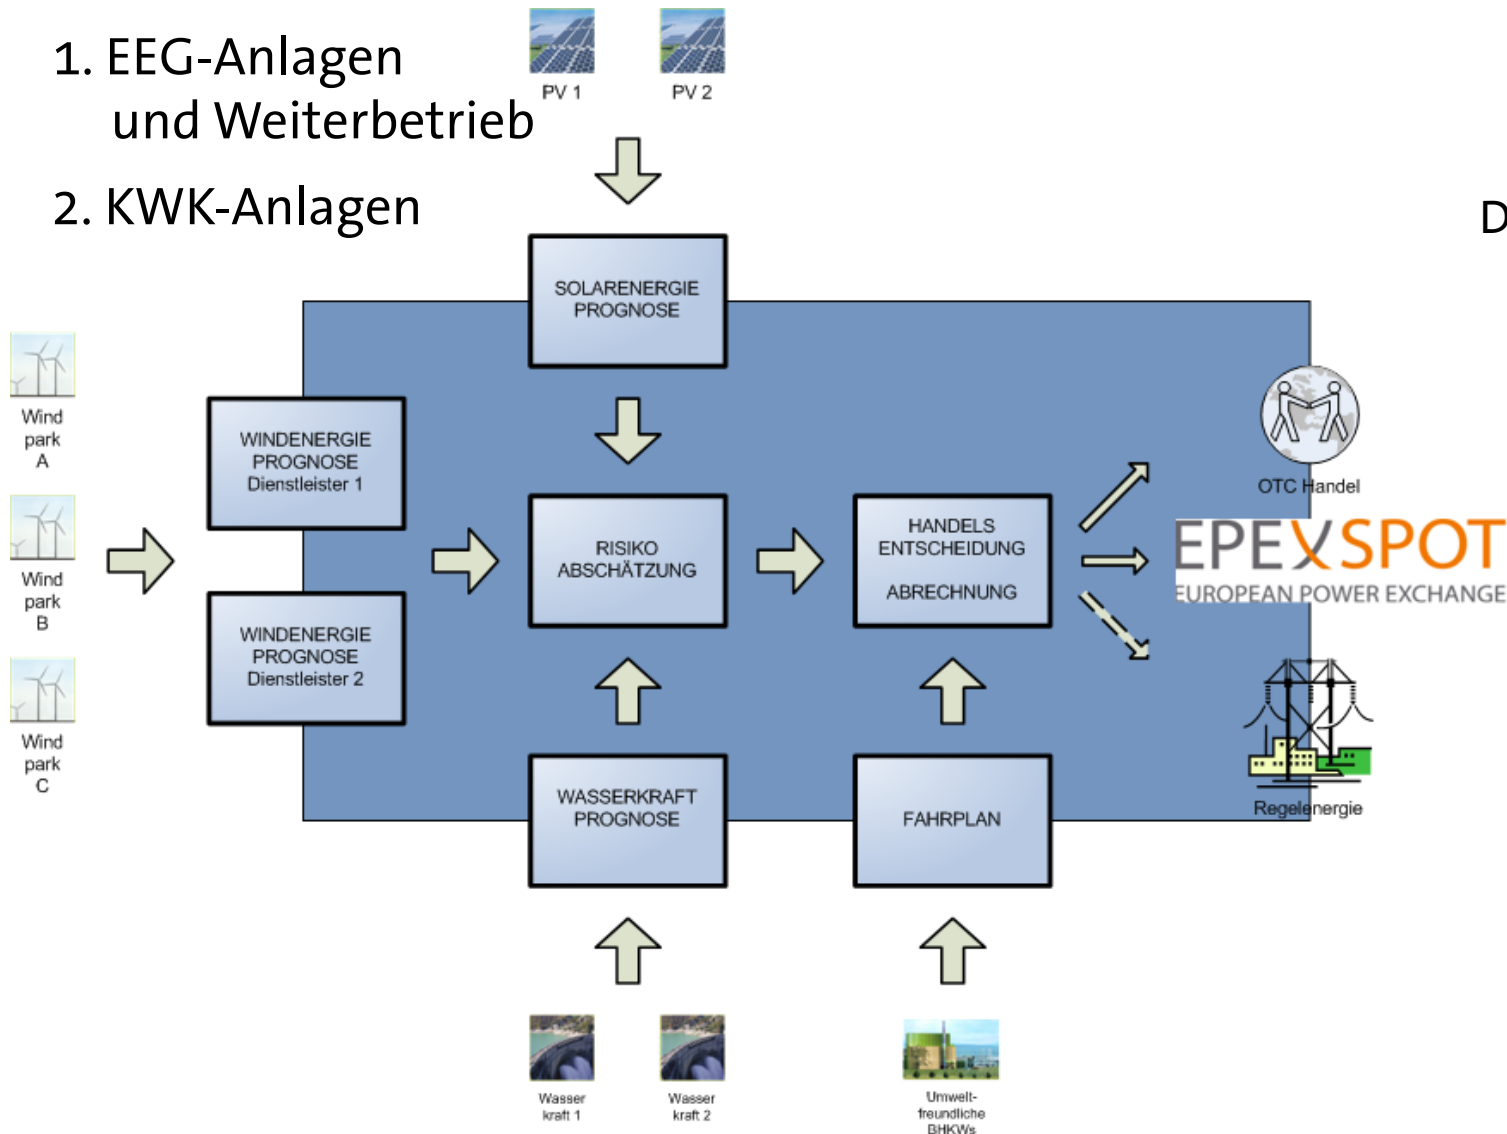 1. EEG-Anlagen
und Weiterbetrieb
2. KWK-Anlagen
PV 1
PV 2
D
SOLARENERGIE
PROGNOSE
Wind
park
A
Wind
park
B
Wind
park
C
WINDENERGIE
PROGNOSE
Dienstleister 1
WINDENERGIE
PROGNOSE
Dienstleister 2
RISIKO
ABSCHÄTZUNG
HANDELS
ENTSCHEIDUNG
ABRECHNUNG
OTC Handel
EPEXSPOT
EUROPEAN POWER EXCHANGE
Regelenergie
WASSERKRAFT
PROGNOSE
FAHRPLAN
Wasser
kraft 1
Wasser
kraft 2
Umwelt-
freundliche
BHKWs